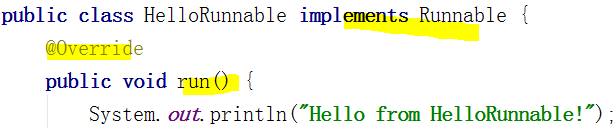 public class HelloRunnable implements Runnable {
@Override
public void run() {
System.out.println("Hello from HelloRunnable!");